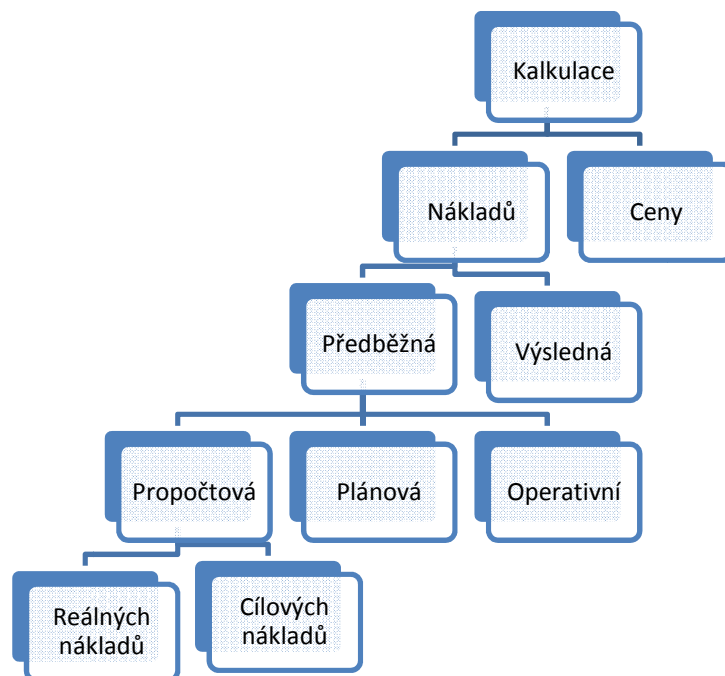 Kalkulace
Nákladů
Ceny
Předběžná
Výsledná
Propočtová
Plánová
Operativní
Reálných
nákladů
Cílových
nákladů